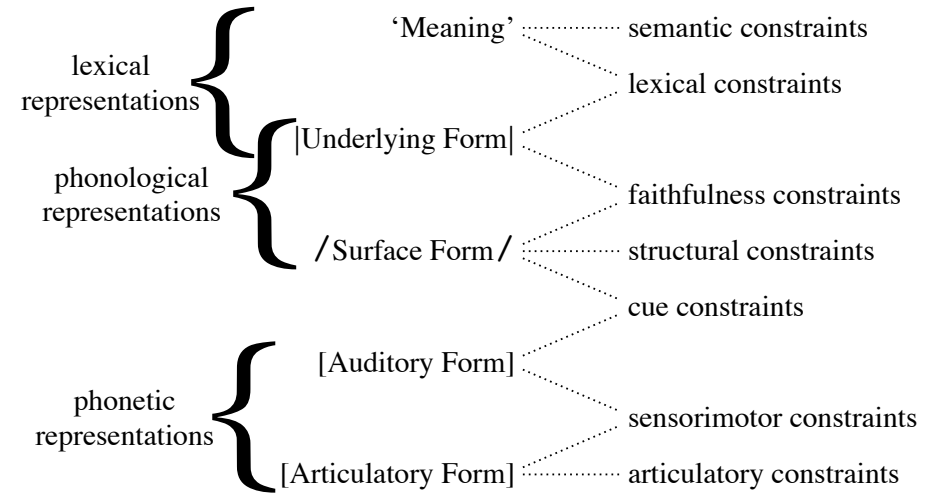 ‘Meaning’
semantic constraints
lexical
representations
lexical constraints
|Underlying Form|
phonological
representations
faithfulness constraints
/Surface Form/
structural constraints
cue constraints
[Auditory Form]
phonetic
representations
sensorimotor constraints
[Articulatory Form]
articulatory constraints